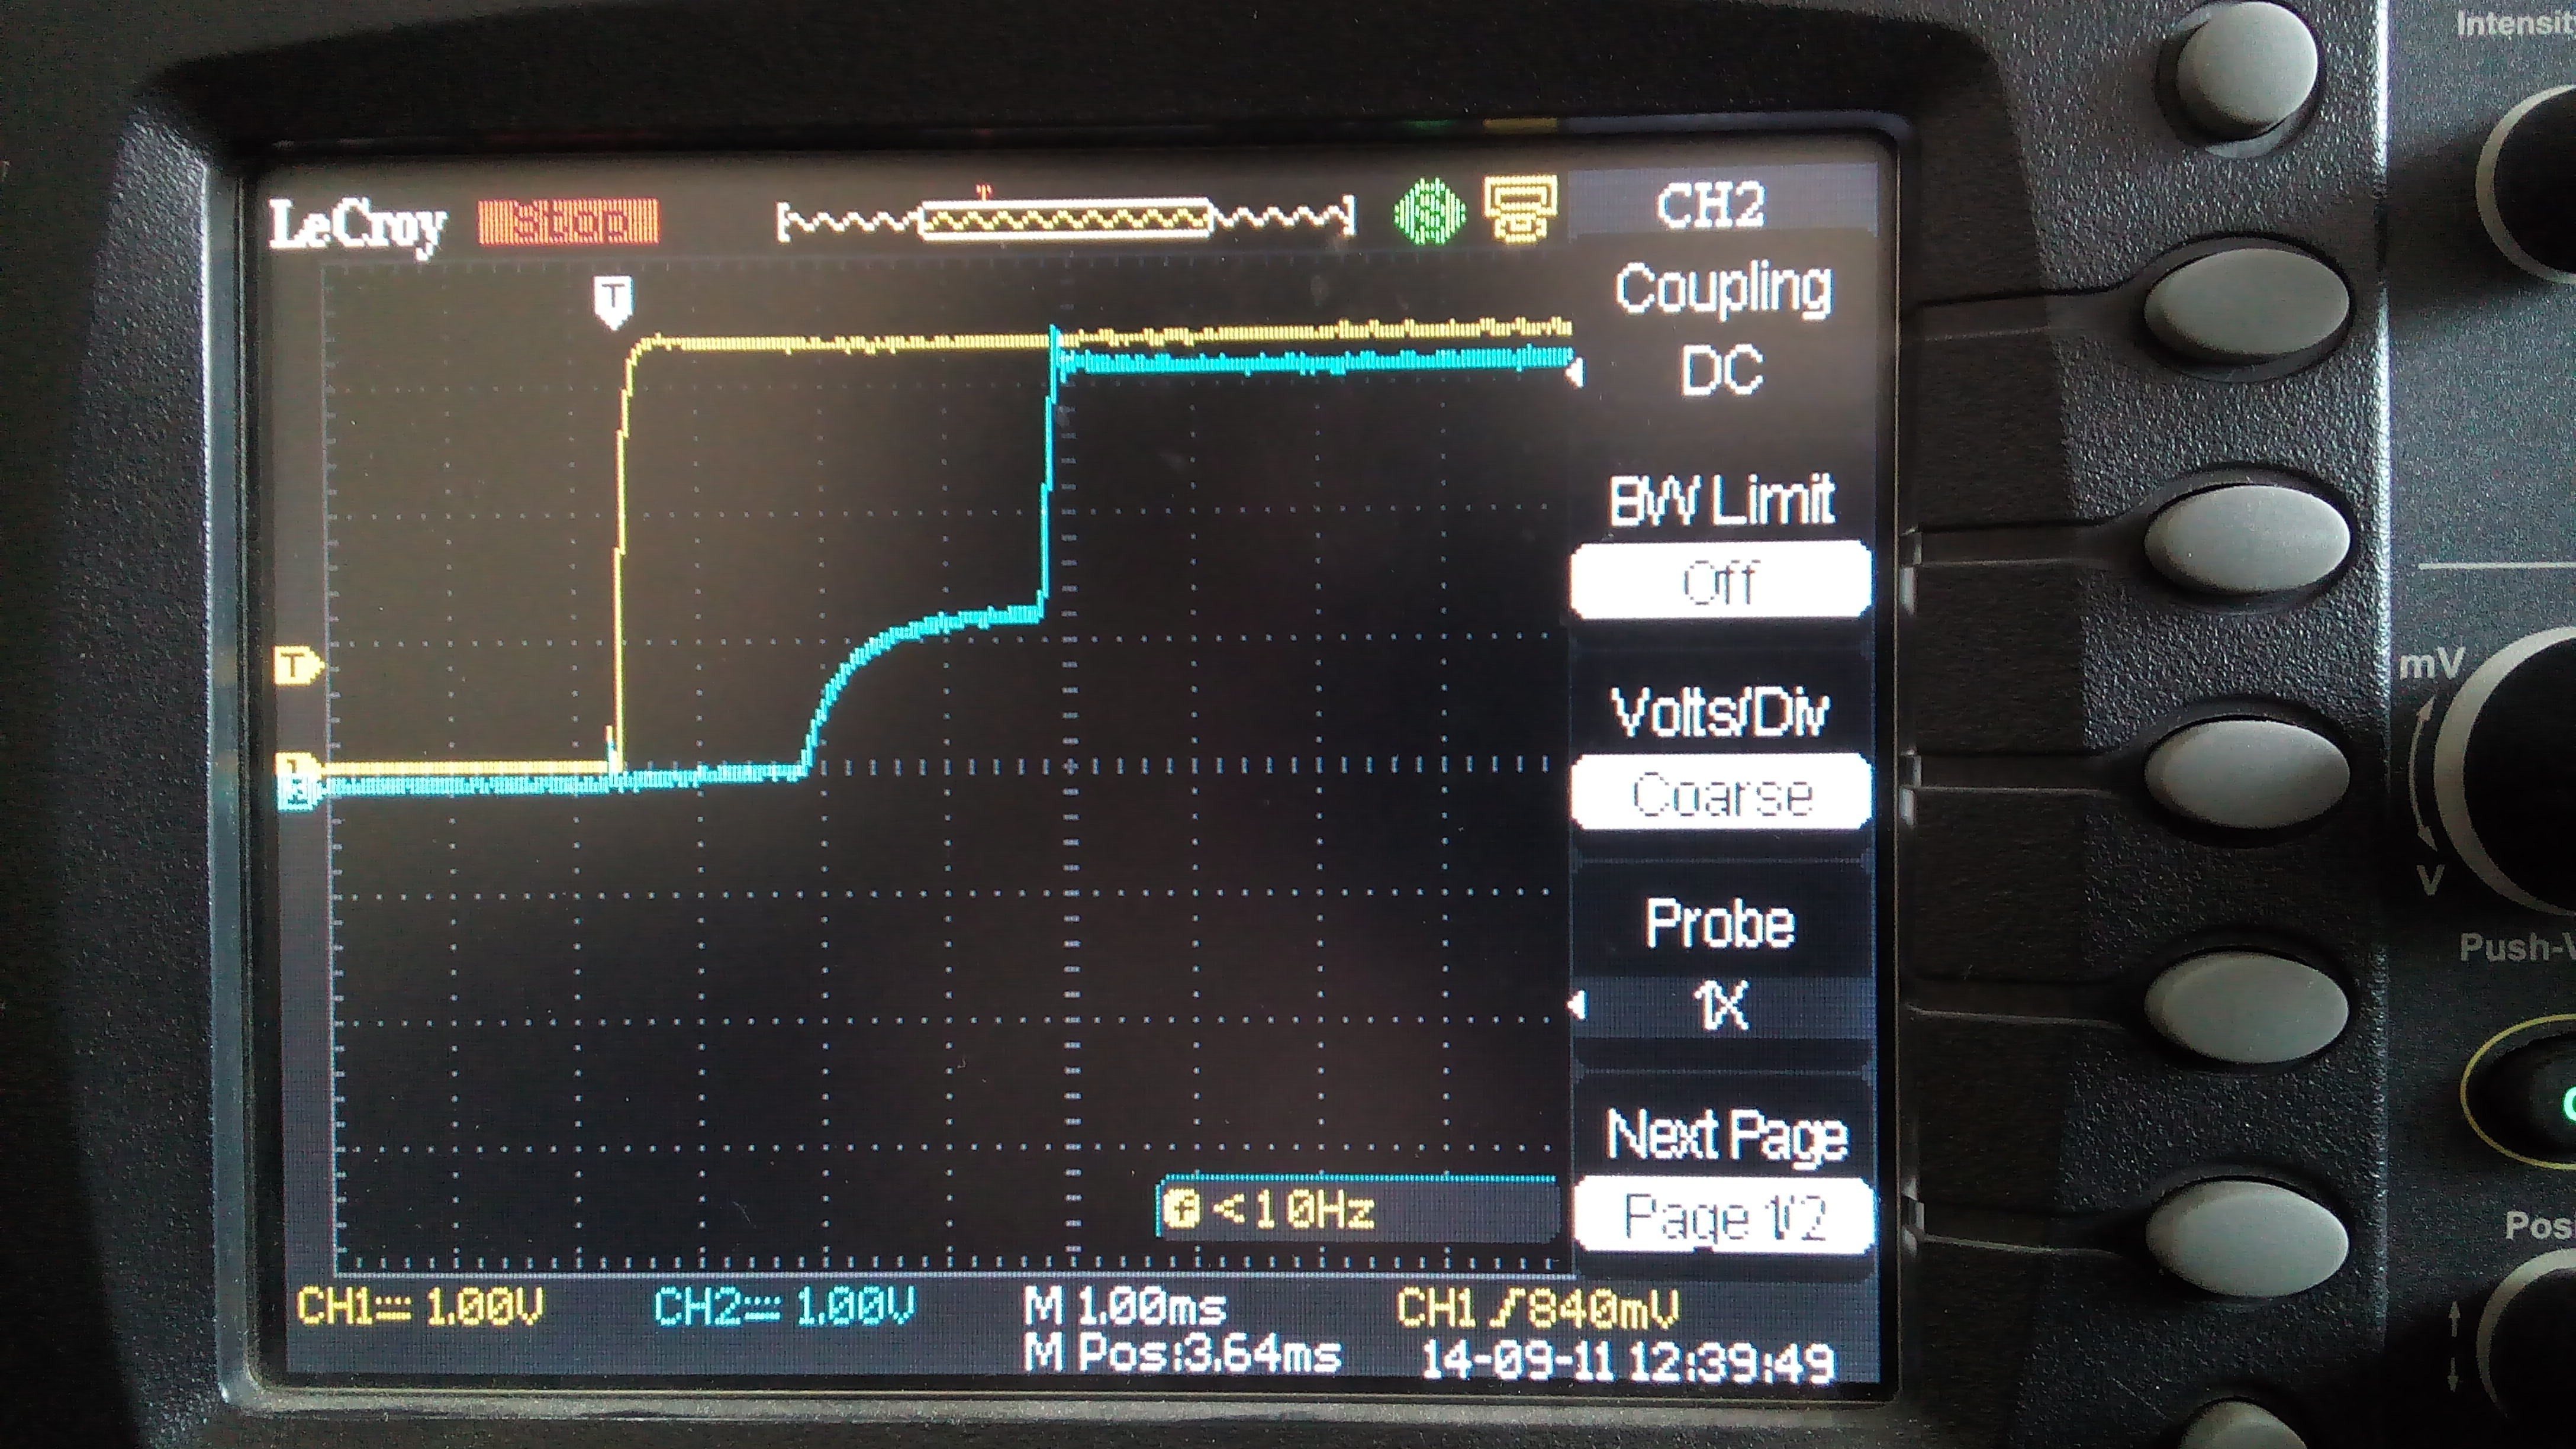 Intensit
LeCroy Stop CH2
T
Coupling
DC
BW Limit
Off
T
mV
Volts/Div
Coarse
V
Probe
1X
Push-V
Next Page
Page 1/2
f <10Hz
Pos
CH1 1.00V CH2 1.00V M 1.00ms CH1 840mV
M Pos:3.64ms 14-09-11 12:39:49